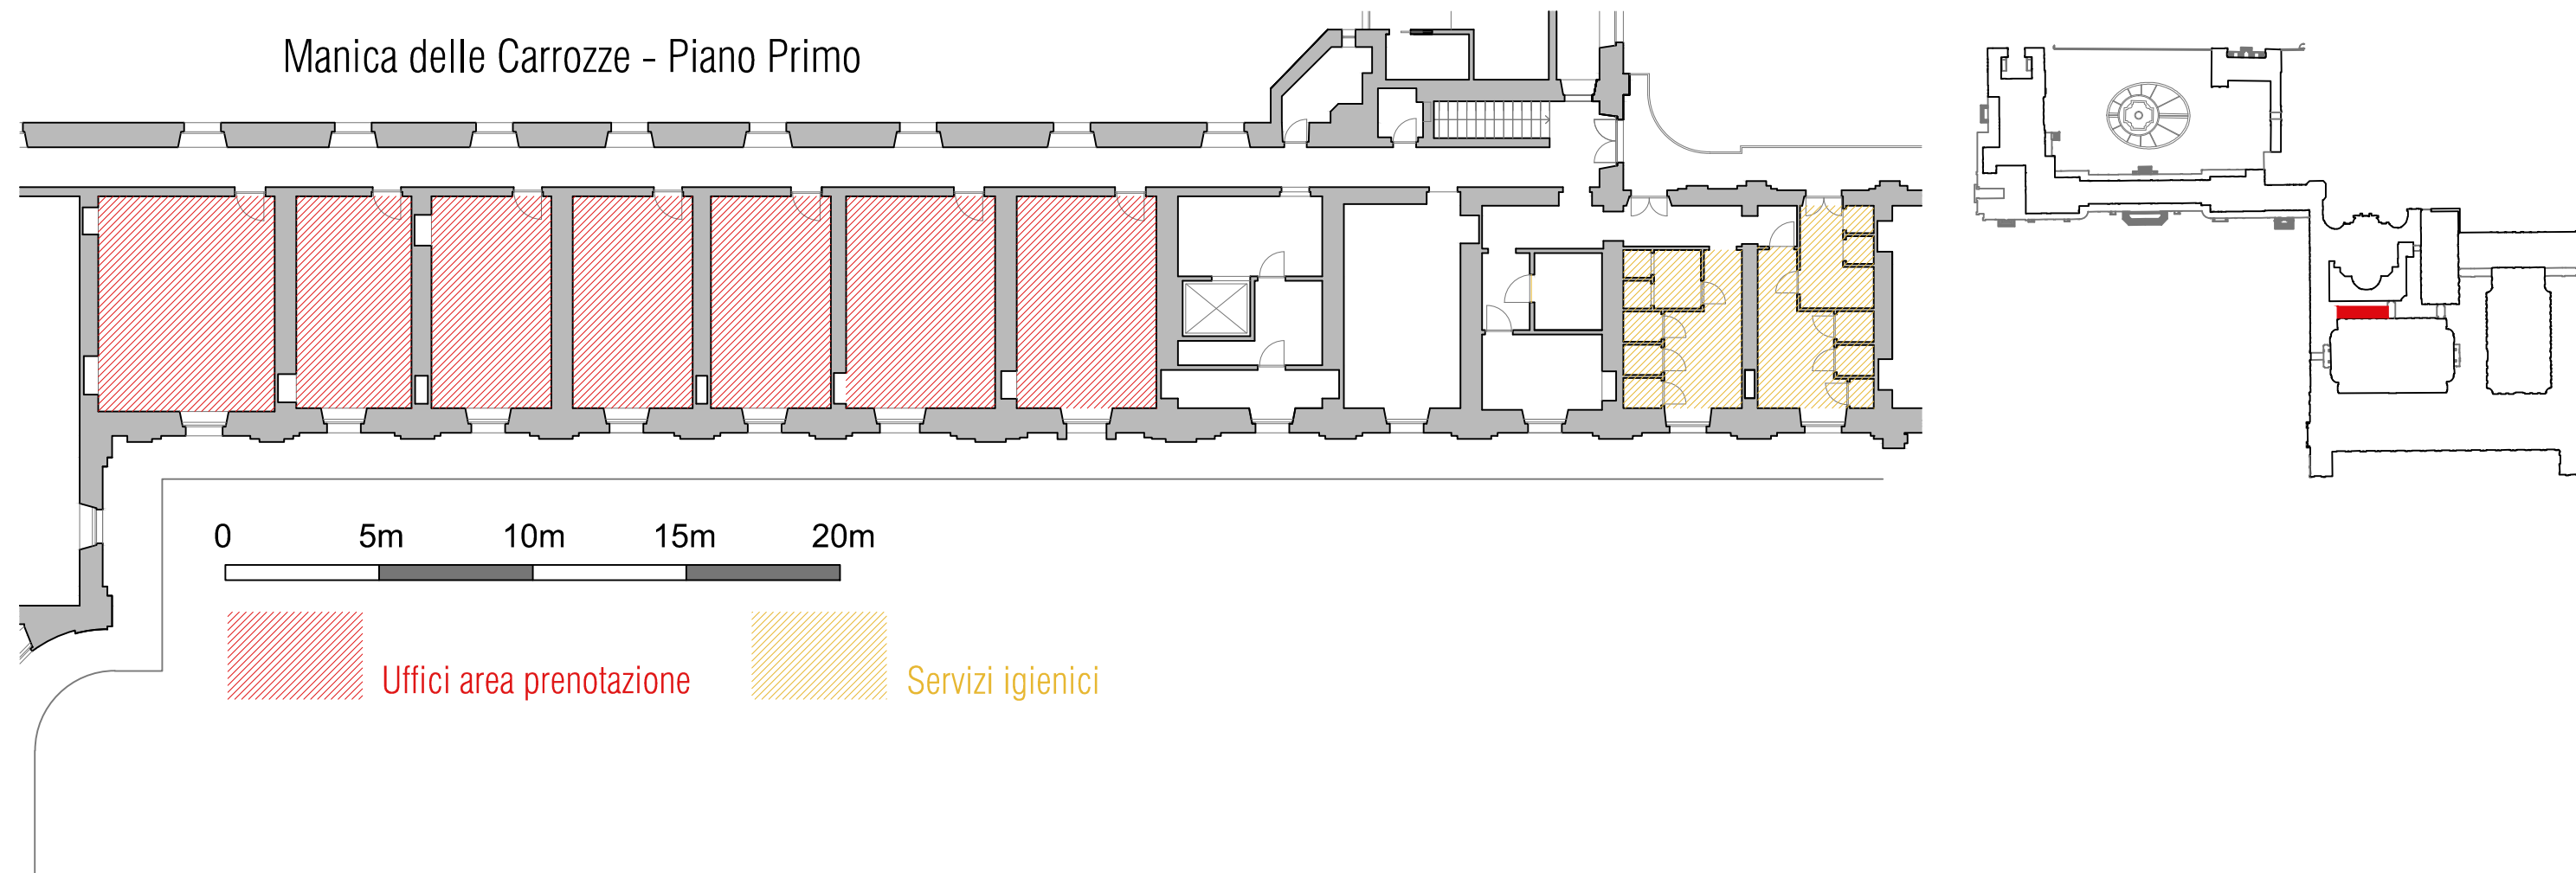 Manica delle Carrozze - Piano Primo
0 5m 10m 15m 20m
Uffici area prenotazione
Servizi igienici